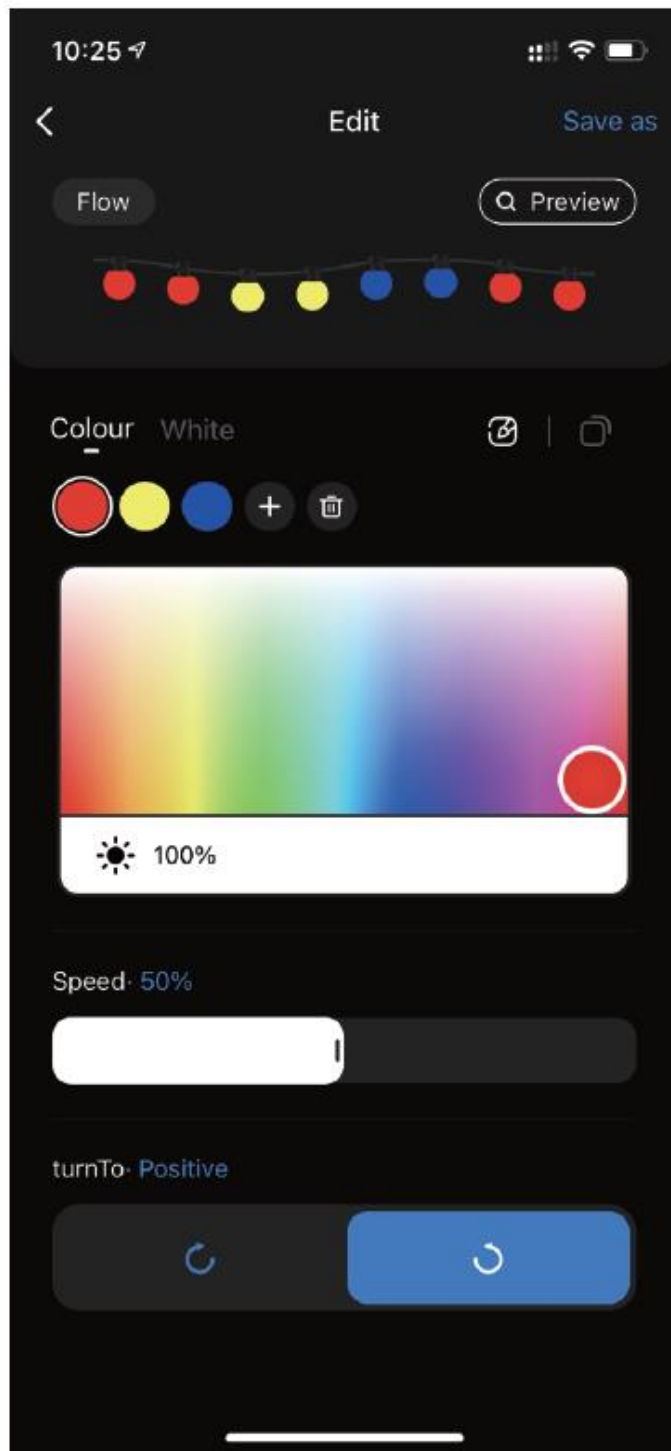 10:25
Edit
Save as
Flow
Preview
Colour White
100%
Speed· 50%
turnTo· Positive